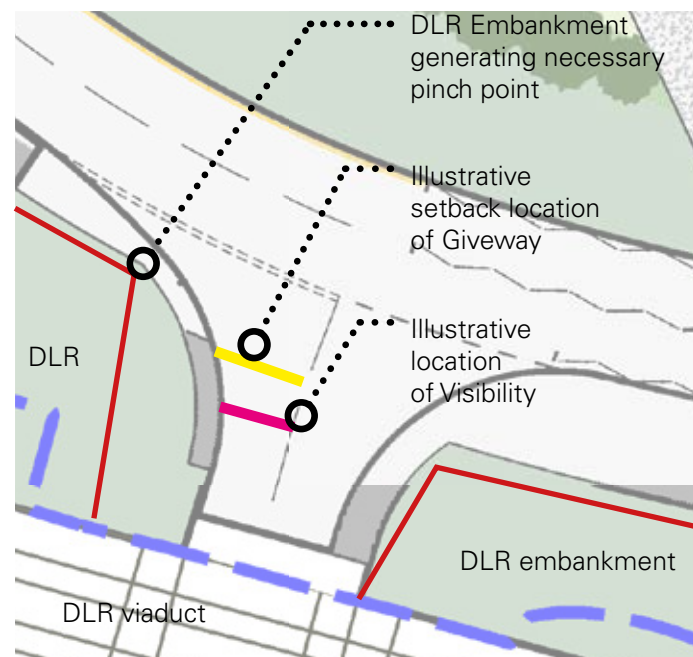 DLR Embankment
generating necessary
pinch point
Illustrative
setback location
of Giveway
Illustrative
location
of Visibility
DLR
DLR embankment
DLR viaduct